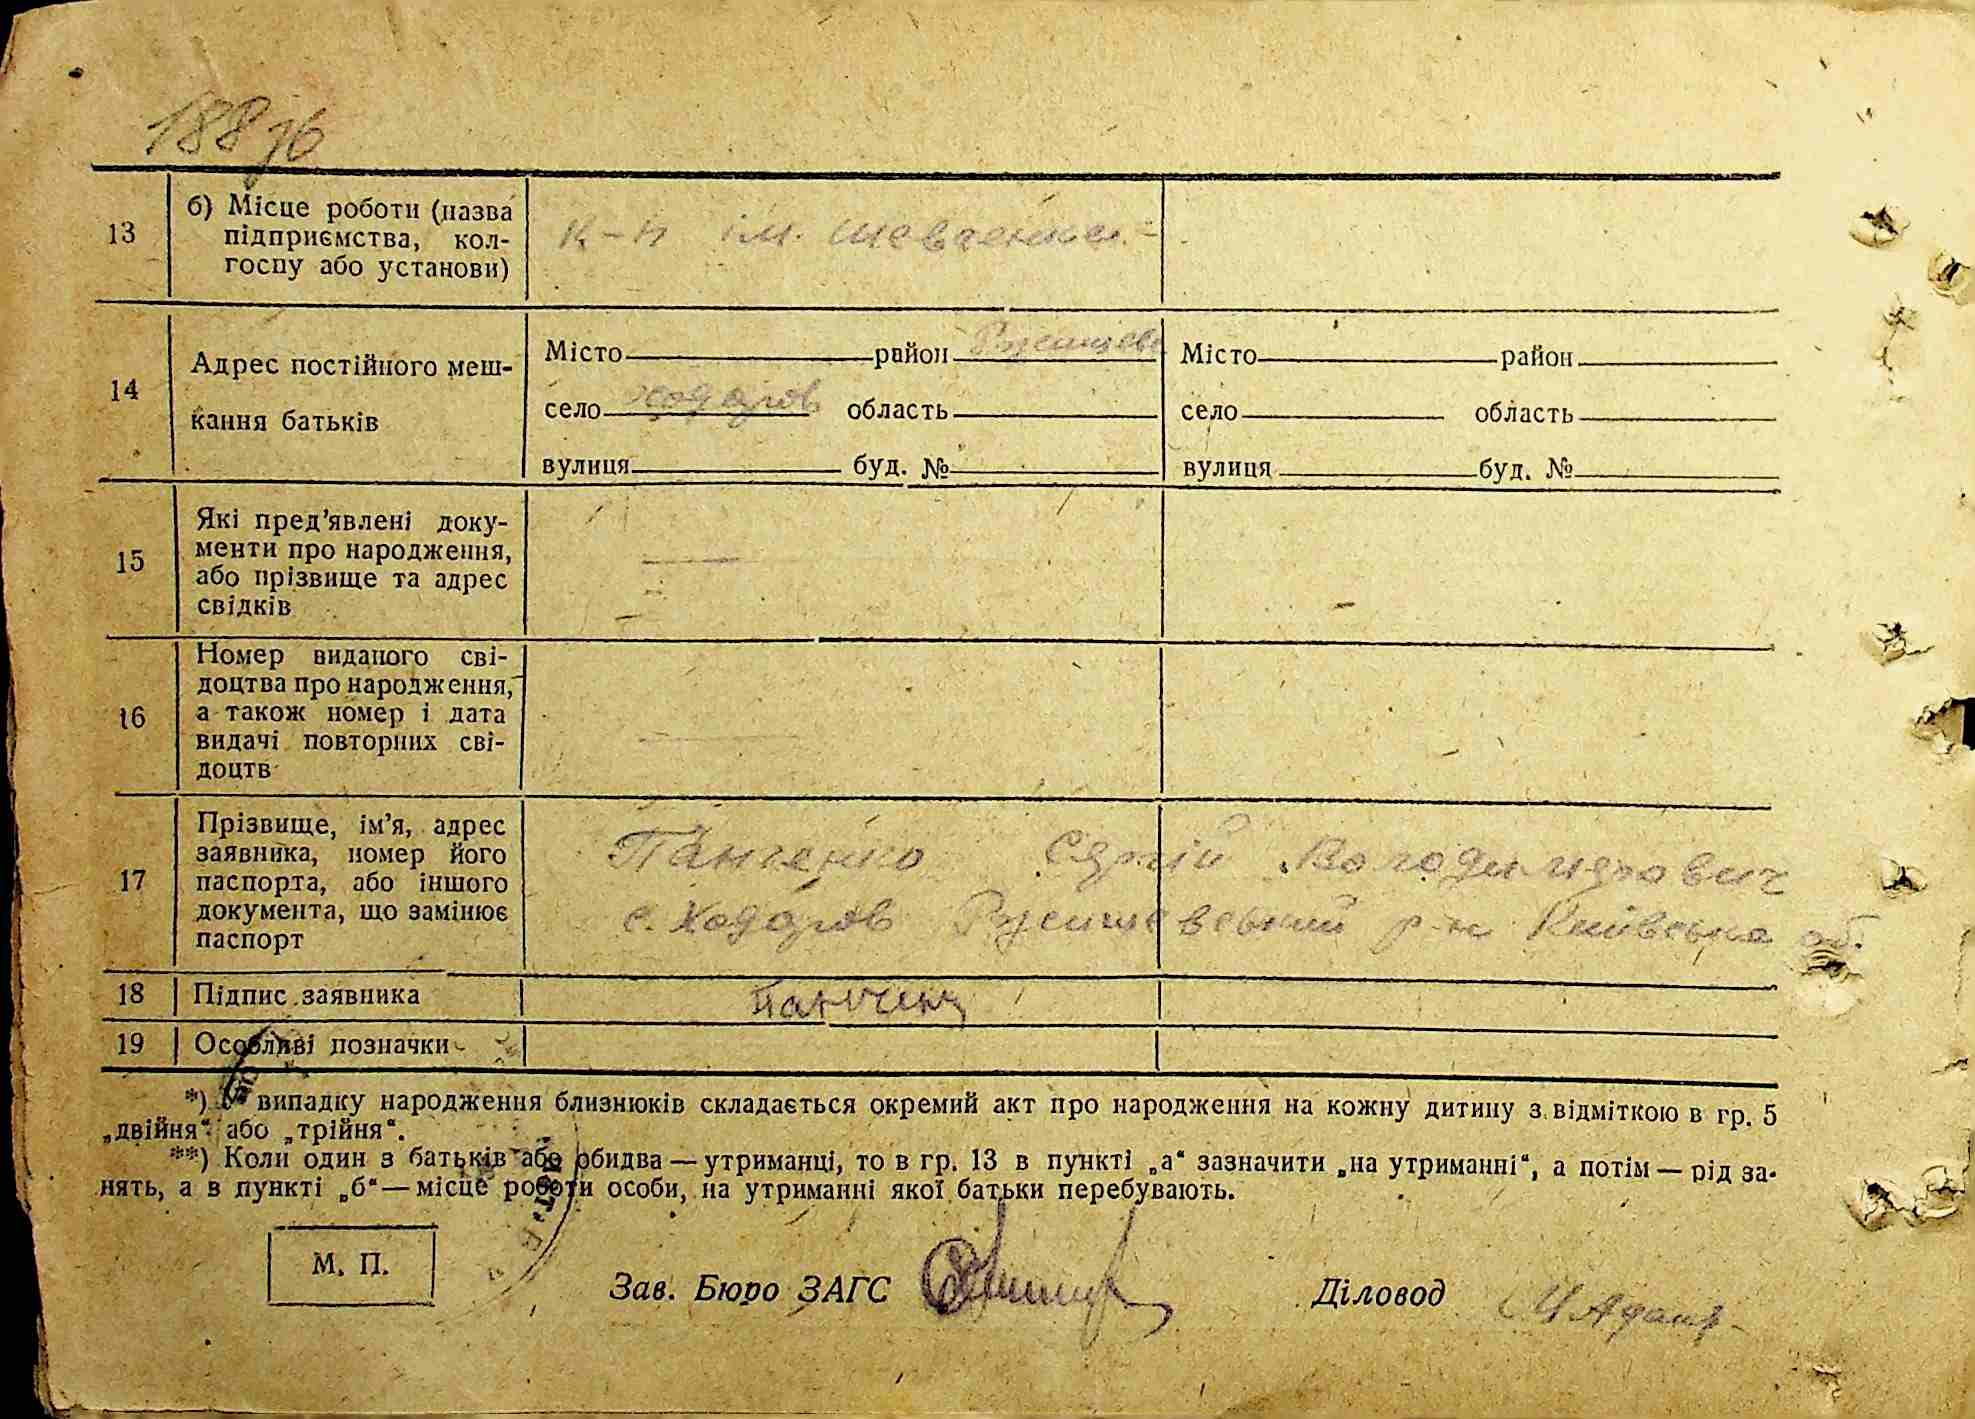 188зв
13
б) Місце роботи (назва
підприємства, кол-
госпу або установи)
к-п ім. Шевченка -
14
Адрес постійного меш-
кання батьків
Місто район Ржищевс
село Ходорів область
вулиця буд. №
Місто район
село область
вулиця буд. №
15
Які пред'явлені доку-
менти про народження,
або прізвище та адрес
свідків
16
Номер виданого сві-
доцтва про народження,
а також номер і дата
видачі повторних сві-
доцтв
17
Прізвище, ім'я, адрес
заявника, номер його
паспорта, або іншого
документа, що замінює
паспорт
Панченко Сергій Володимирович
с. Ходорів Ржищевський р-н Київська об.
18 Підпис заявника
Панченк
19 Особливі позначки
*) У випадку народження близнюків складається окремий акт про народження на кожну дитину з відміткою в гр. 5
„двійня“ або „трійня“.
**) Коли один з батьків або обидва — утриманці, то в гр. 13 в пункті „а“ зазначити „на утриманні“, а потім — рід за-
нять, а в пункті „б“ — місце роботи особи, на утриманні якої батьки перебувають.
М. П.
Зав. Бюро ЗАГС
Діловод